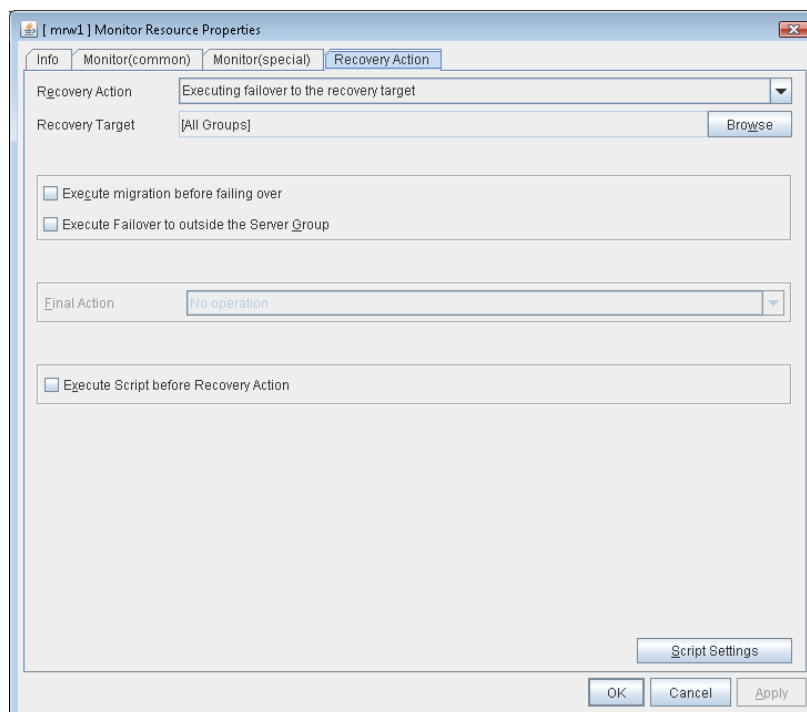 [ mrw1 ] Monitor Resource Properties
Info Monitor(common) Monitor(special) Recovery Action
Recovery Action Executing failover to the recovery target
Recovery Target [All Groups] Browse
Execute migration before failing over
Execute Failover to outside the Server Group
Final Action No operation
Execute Script before Recovery Action
Script Settings
OK Cancel Apply